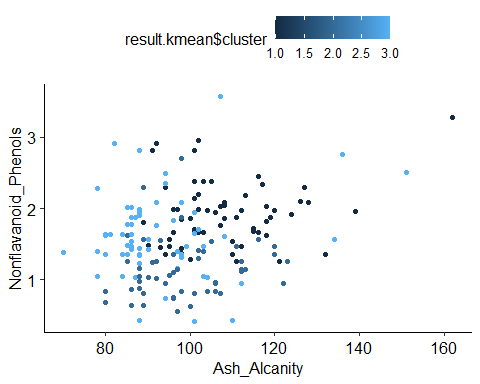 result.kmean$cluster
1.0 1.5 2.0 2.5 3.0
Nonflavanoid_Phenols
3
2
1
80 100 120 140 160
Ash_Alcanity